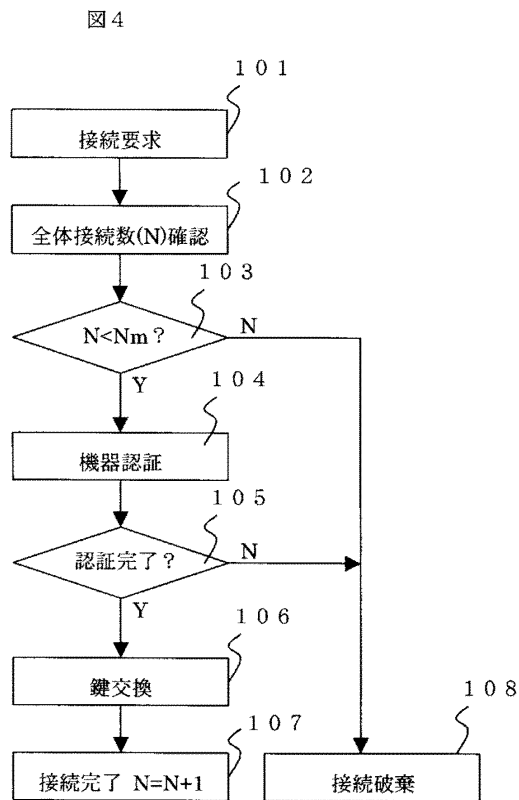 図４
１０１
接続要求
１０２
全体接続数(N)確認
１０３
N<Nm？
N
Y
１０４
機器認証
１０５
認証完了？
N
Y
１０６
鍵交換
１０７
接続完了 N=N+1
１０８
接続破棄